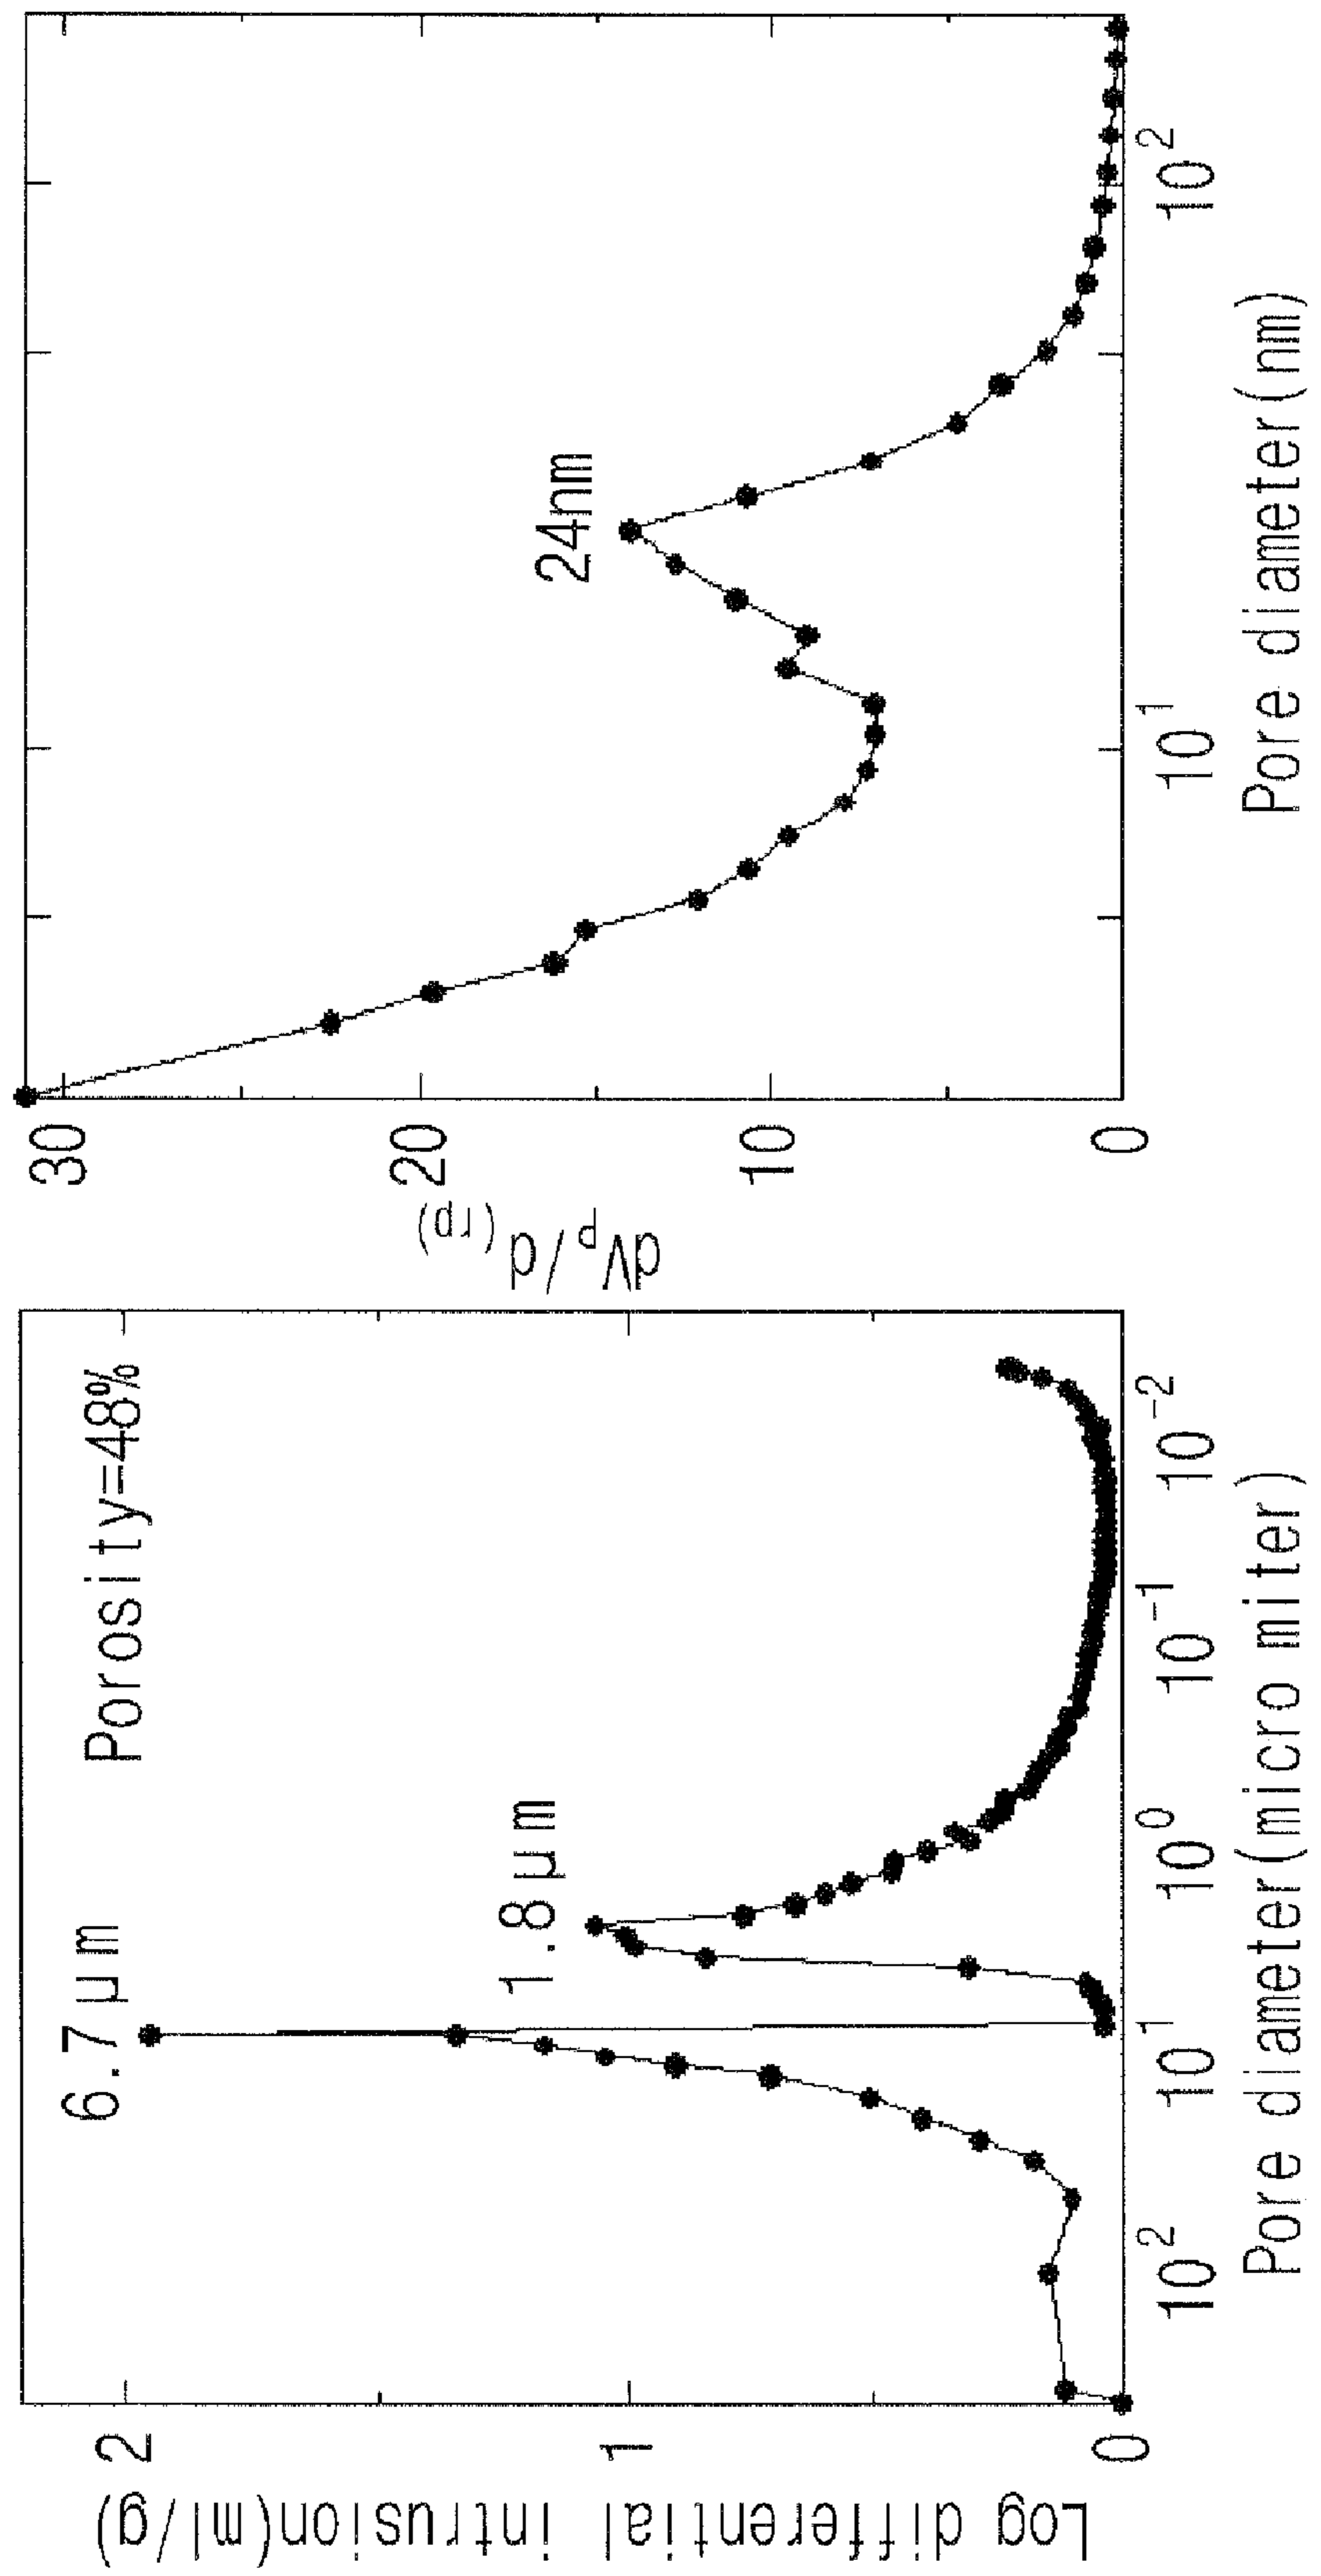 Log differential intrusion(ml/g)
2
1
0
6.7μm
1.8μm
Porosity=48%
10²
10¹
10⁰
10⁻¹
10⁻²
Pore diameter(micro miter)
dVp/d(rp)
30
20
10
0
24nm
10¹
10²
Pore diameter(nm)